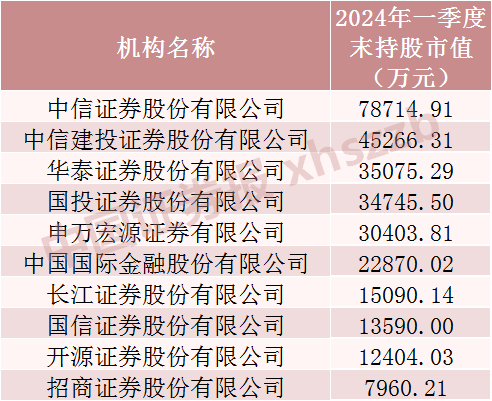 机构名称
2024年一季度
末持股市值
（万元）
中信证券股份有限公司 78714.91
中信建投证券股份有限公司 45266.31
华泰证券股份有限公司 35075.29
国投证券股份有限公司 34745.50
申万宏源证券有限公司 30403.81
中国国际金融股份有限公司 22870.02
长江证券股份有限公司 15090.14
国信证券股份有限公司 13590.00
开源证券股份有限公司 12404.03
招商证券股份有限公司 7960.21
中国证券报 xhszzb